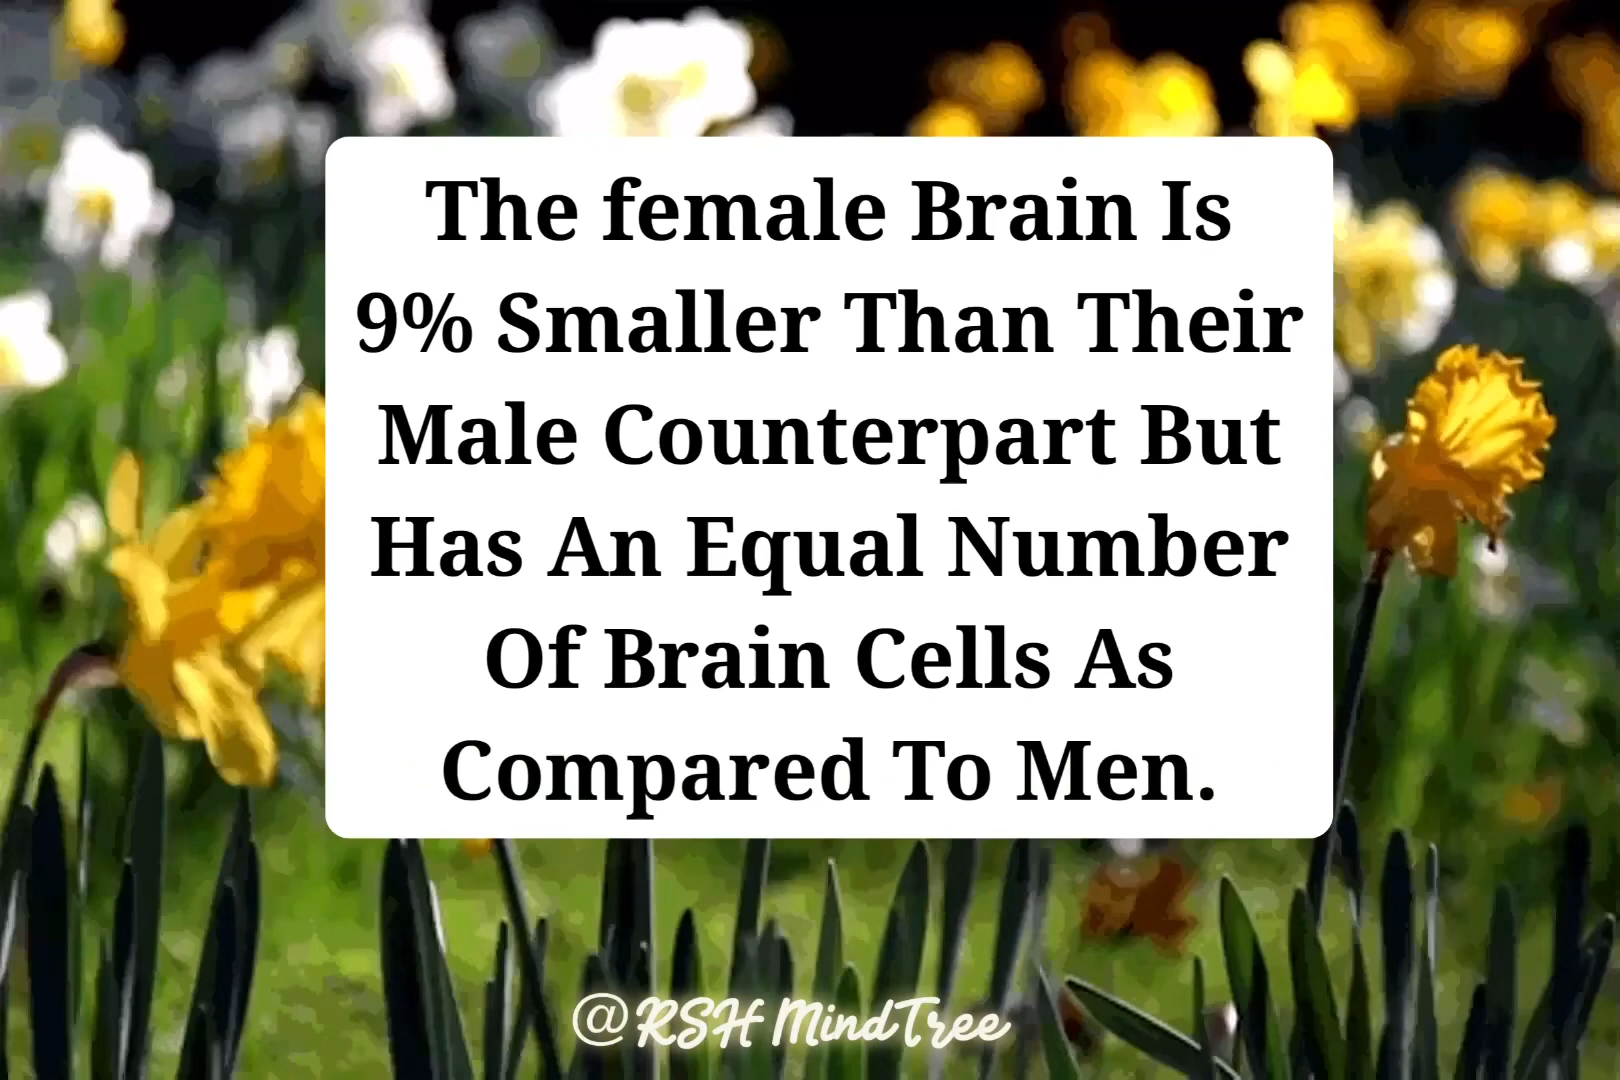 The female Brain Is
9% Smaller Than Their
Male Counterpart But
Has An Equal Number
Of Brain Cells As
Compared To Men.
@RSH MindTree